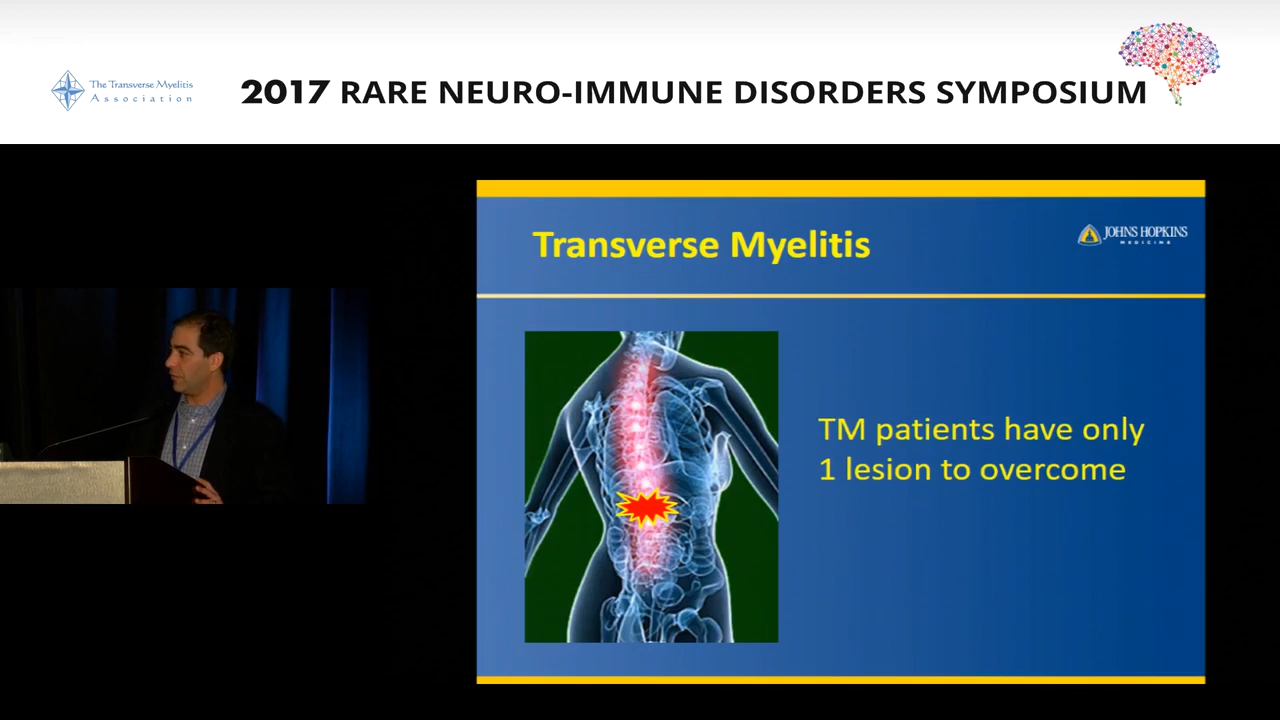 The Transverse Myelitis
Association
2017 RARE NEURO-IMMUNE DISORDERS SYMPOSIUM
Transverse Myelitis
JOHNS HOPKINS
MEDICINE
TM patients have only
1 lesion to overcome